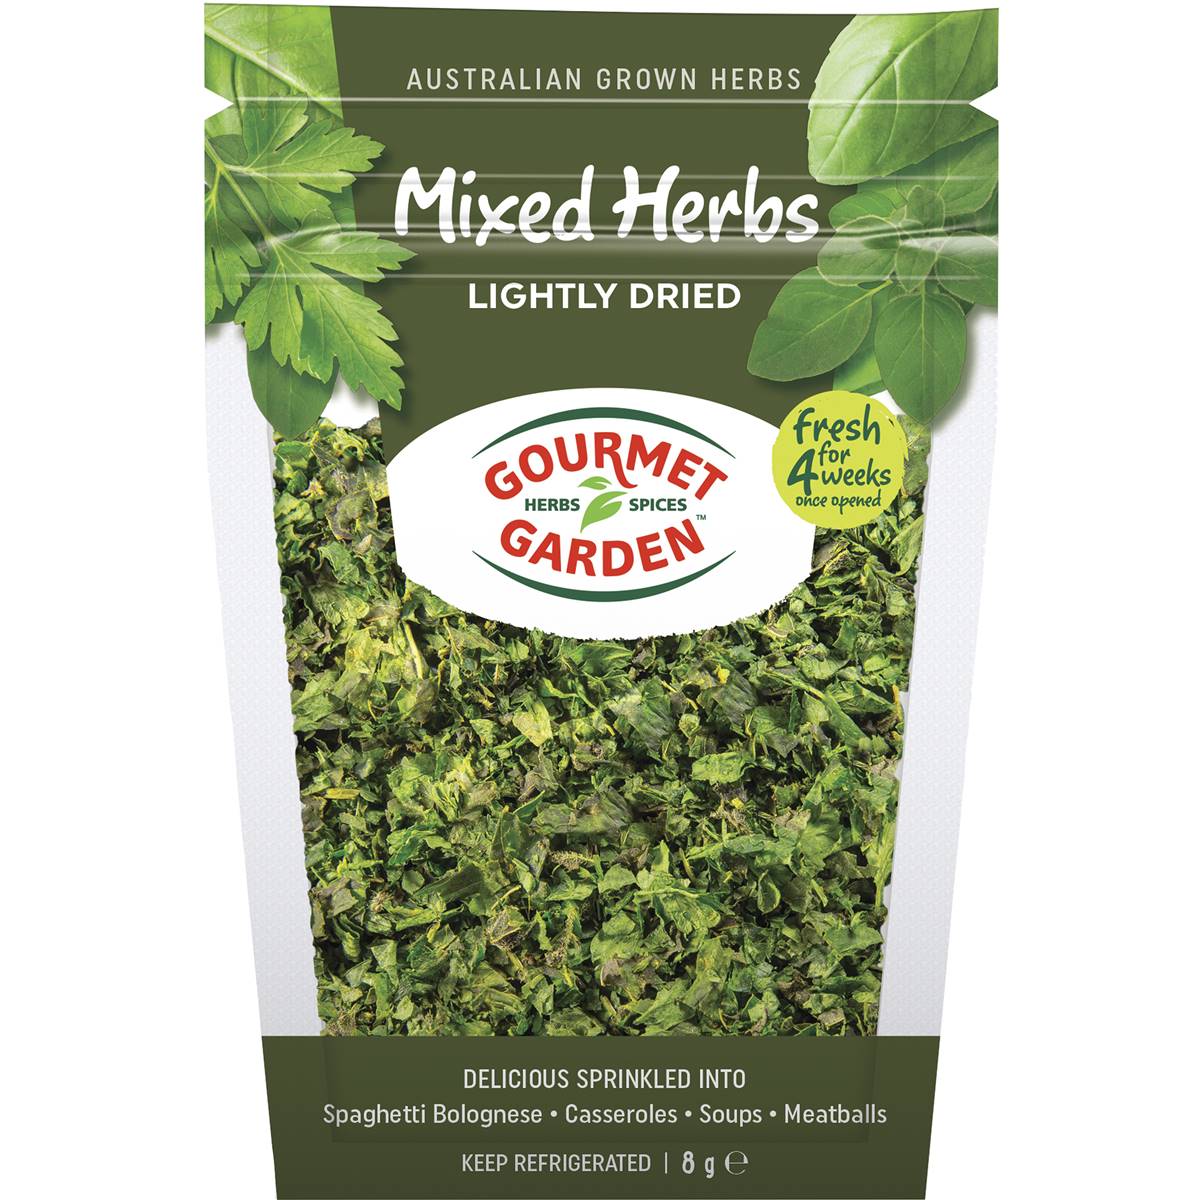 AUSTRALIAN GROWN HERBS
Mixed Herbs
LIGHTLY DRIED
fresh
for
4 weeks
once opened
GOURMET
HERBS SPICES
GARDEN™
DELICIOUS SPRINKLED INTO
Spaghetti Bolognese • Casseroles • Soups • Meatballs
KEEP REFRIGERATED | 8 g ℮